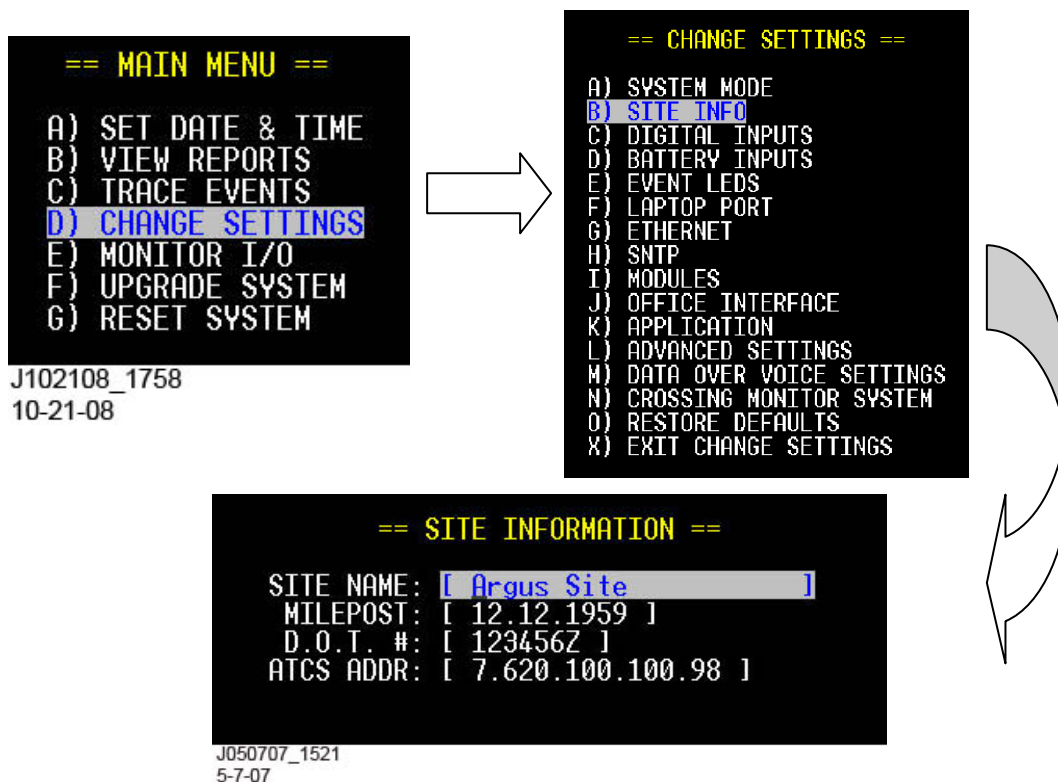 == MAIN MENU ==
A) SET DATE & TIME
B) VIEW REPORTS
C) TRACE EVENTS
D) CHANGE SETTINGS
E) MONITOR I/O
F) UPGRADE SYSTEM
G) RESET SYSTEM
J102108_1758
10-21-08
== CHANGE SETTINGS ==
A) SYSTEM MODE
B) SITE INFO
C) DIGITAL INPUTS
D) BATTERY INPUTS
E) EVENT LEDS
F) LAPTOP PORT
G) ETHERNET
H) SNTP
I) MODULES
J) OFFICE INTERFACE
K) APPLICATION
L) ADVANCED SETTINGS
M) DATA OVER VOICE SETTINGS
N) CROSSING MONITOR SYSTEM
O) RESTORE DEFAULTS
X) EXIT CHANGE SETTINGS
== SITE INFORMATION ==
SITE NAME: [ Argus Site ]
MILEPOST: [ 12.12.1959 ]
D.O.T. #: [ 123456Z ]
ATCS ADDR: [ 7.620.100.100.98 ]
J050707_1521
5-7-07